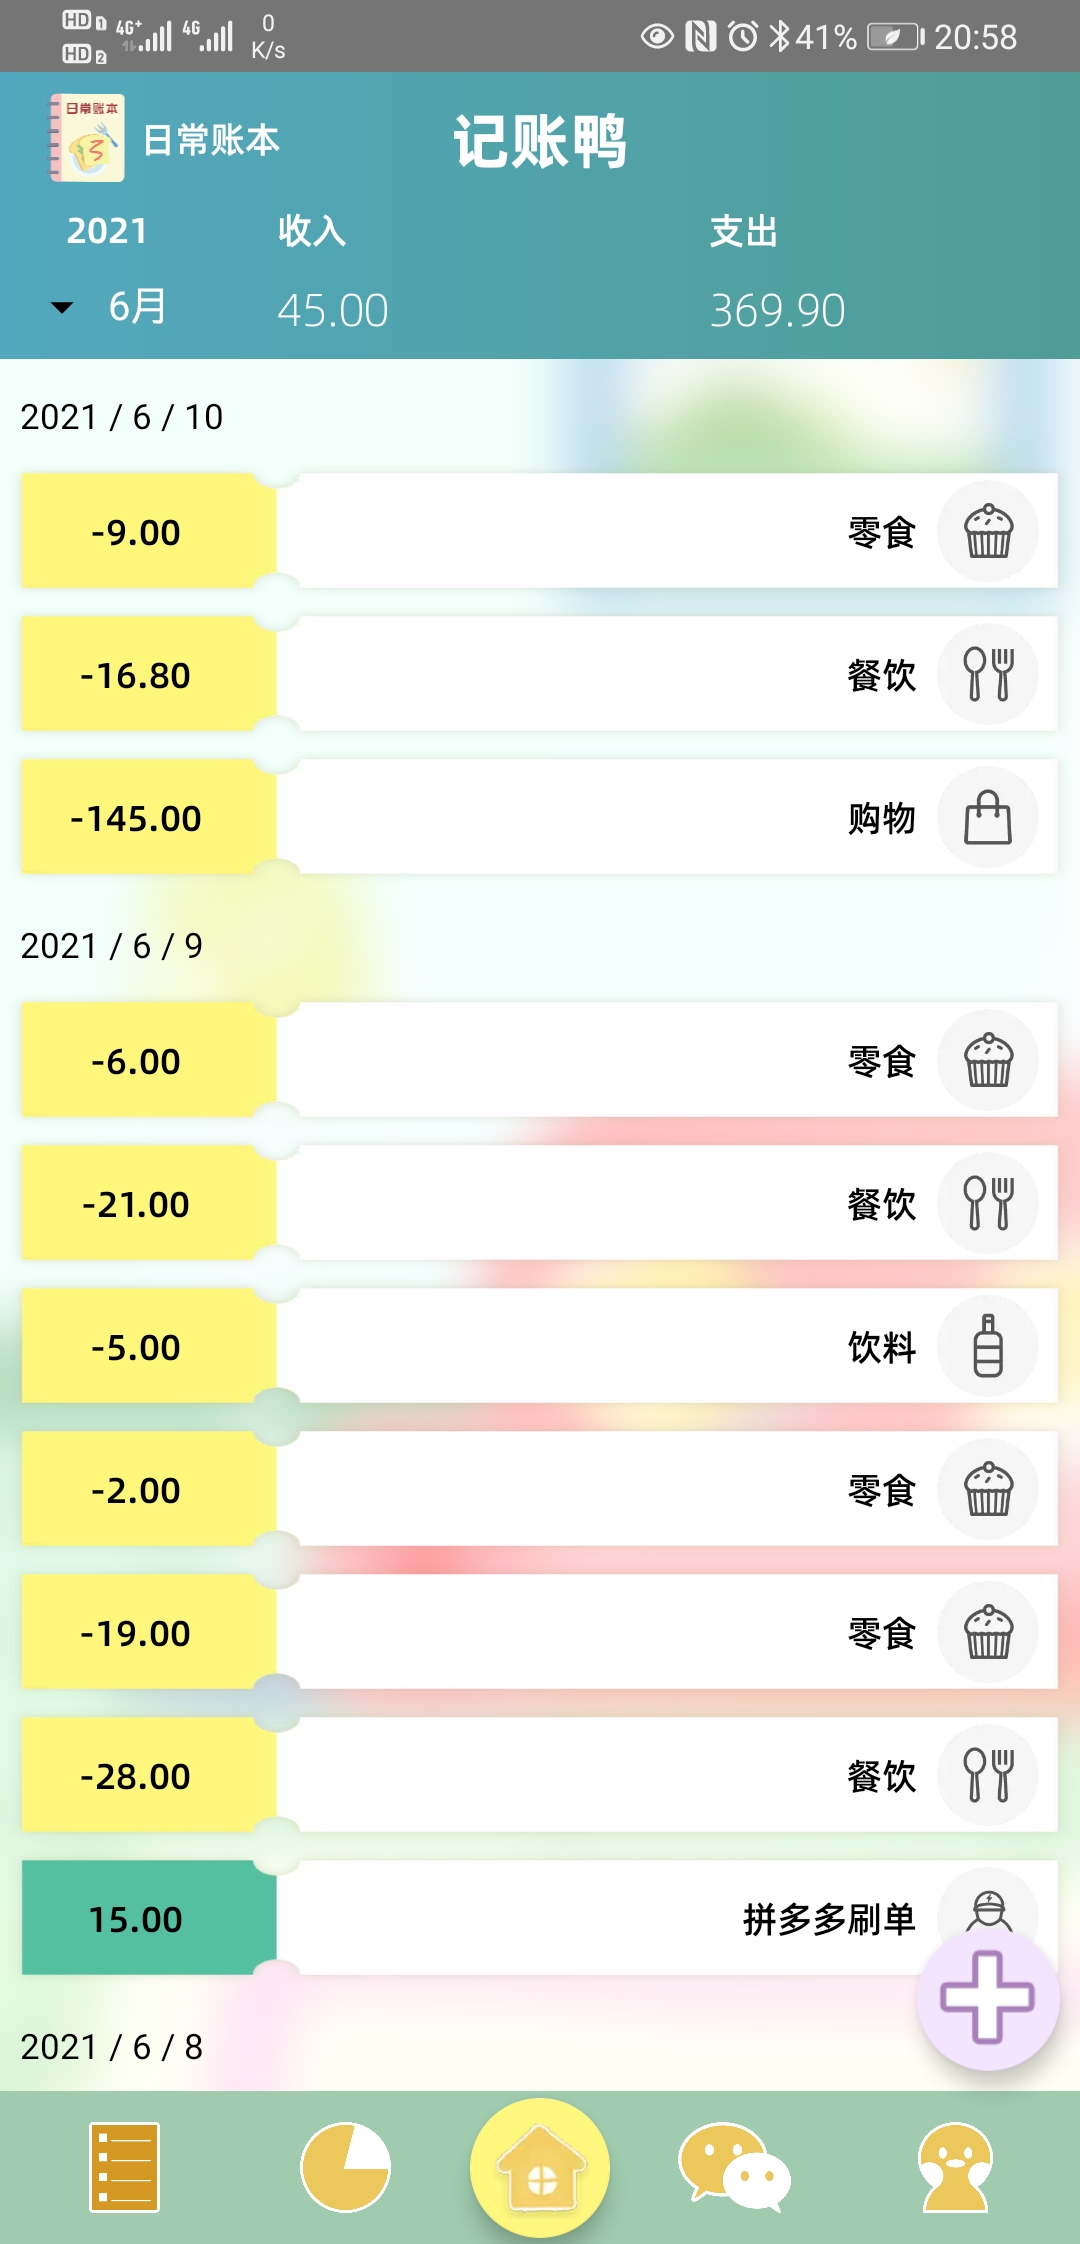 HD 1 4G+ 4G 0 41% 20:58
HD 2 K/s
日常账本 日常账本 记账鸭
2021 收入 支出
6月 45.00 369.90
2021 / 6 / 10
-9.00 零食
-16.80 餐饮
-145.00 购物
2021 / 6 / 9
-6.00 零食
-21.00 餐饮
-5.00 饮料
-2.00 零食
-19.00 零食
-28.00 餐饮
15.00 拼多多刷单
2021 / 6 / 8